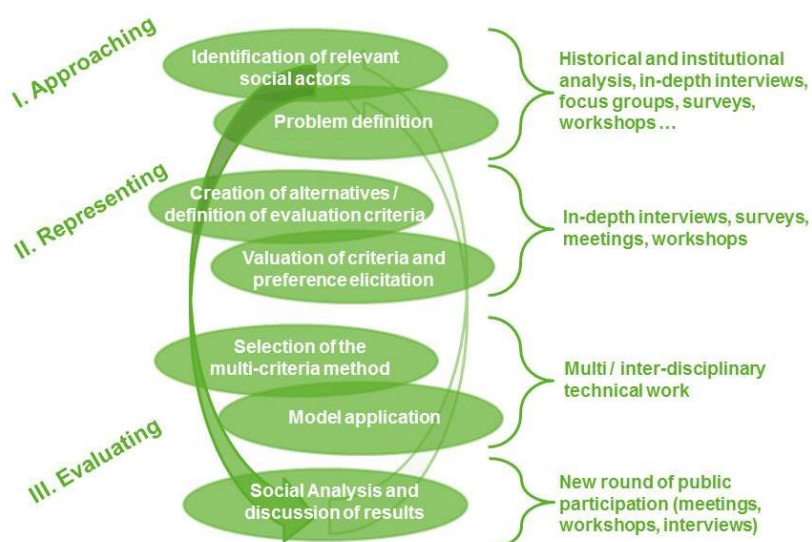 I. Approaching
Identification of relevant
social actors
Problem definition
Historical and institutional
analysis, in-depth interviews,
focus groups, surveys,
workshops ...
II. Representing
Creation of alternatives /
definition of evaluation criteria
Valuation of criteria and
preference elicitation
In-depth interviews, surveys,
meetings, workshops
III. Evaluating
Selection of the
multi-criteria method
Model application
Multi / inter-disciplinary
technical work
Social Analysis and
discussion of results
New round of public
participation (meetings,
workshops, interviews)